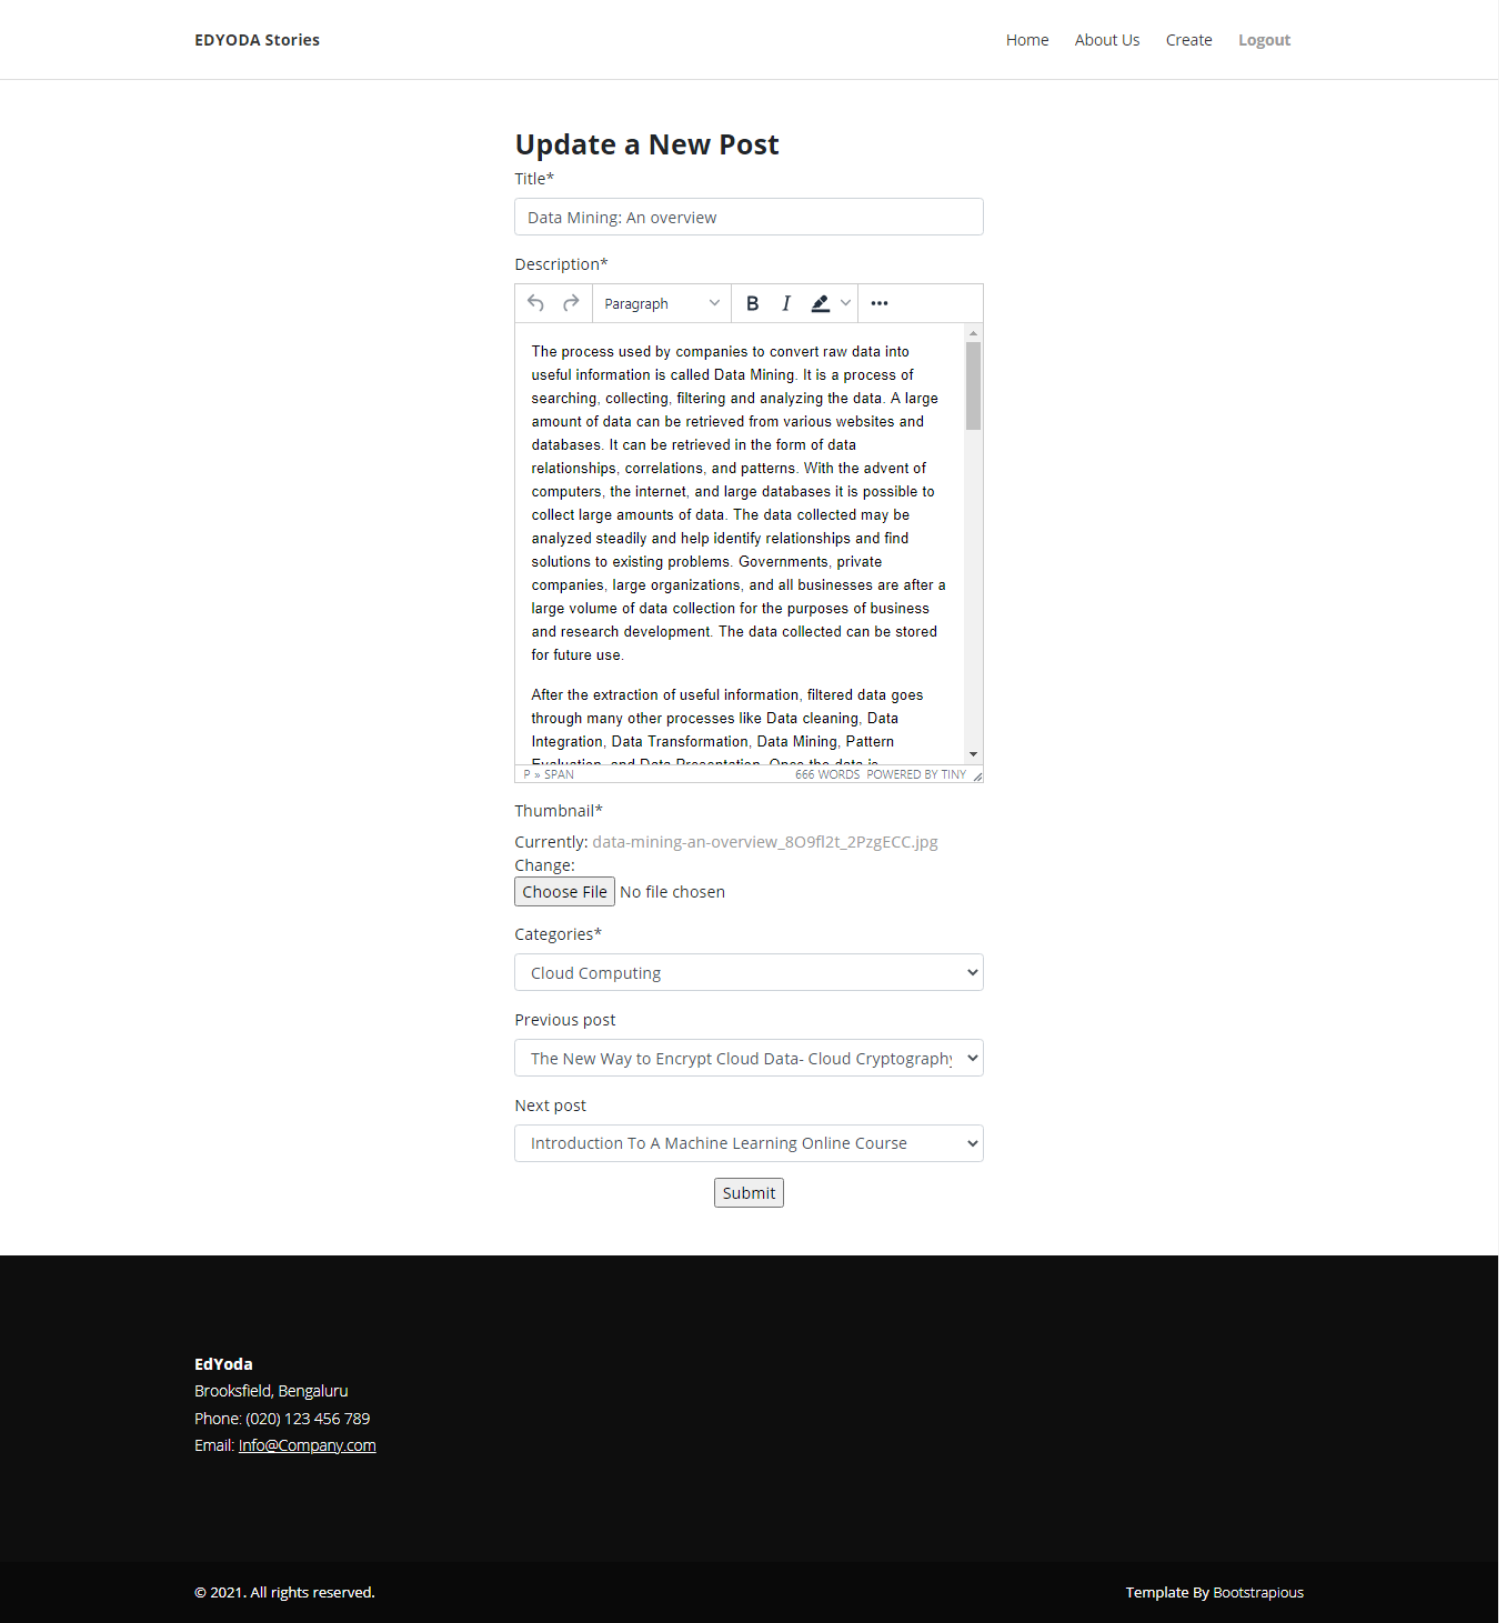 EDYODA Stories
Home About Us Create Logout
Update a New Post
Title*
Data Mining: An overview
Description*
Paragraph B I
The process used by companies to convert raw data into
useful information is called Data Mining. It is a process of
searching, collecting, filtering and analyzing the data. A large
amount of data can be retrieved from various websites and
databases. It can be retrieved in the form of data
relationships, correlations, and patterns. With the advent of
computers, the internet, and large databases it is possible to
collect large amounts of data. The data collected may be
analyzed steadily and help identify relationships and find
solutions to existing problems. Governments, private
companies, large organizations, and all businesses are after a
large volume of data collection for the purposes of business
and research development. The data collected can be stored
for future use.
After the extraction of useful information, filtered data goes
through many other processes like Data cleaning, Data
Integration, Data Transformation, Data Mining, Pattern
Evaluation, and Data Presentation. Once the data is
P » SPAN 666 WORDS POWERED BY TINY
Thumbnail*
Currently: data-mining-an-overview_8O9fl2t_2PzgECC.jpg
Change:
Choose File No file chosen
Categories*
Cloud Computing
Previous post
The New Way to Encrypt Cloud Data- Cloud Cryptography
Next post
Introduction To A Machine Learning Online Course
Submit
EdYoda
Brooksfield, Bengaluru
Phone: (020) 123 456 789
Email: Info@Company.com
© 2021. All rights reserved.
Template By Bootstrapious